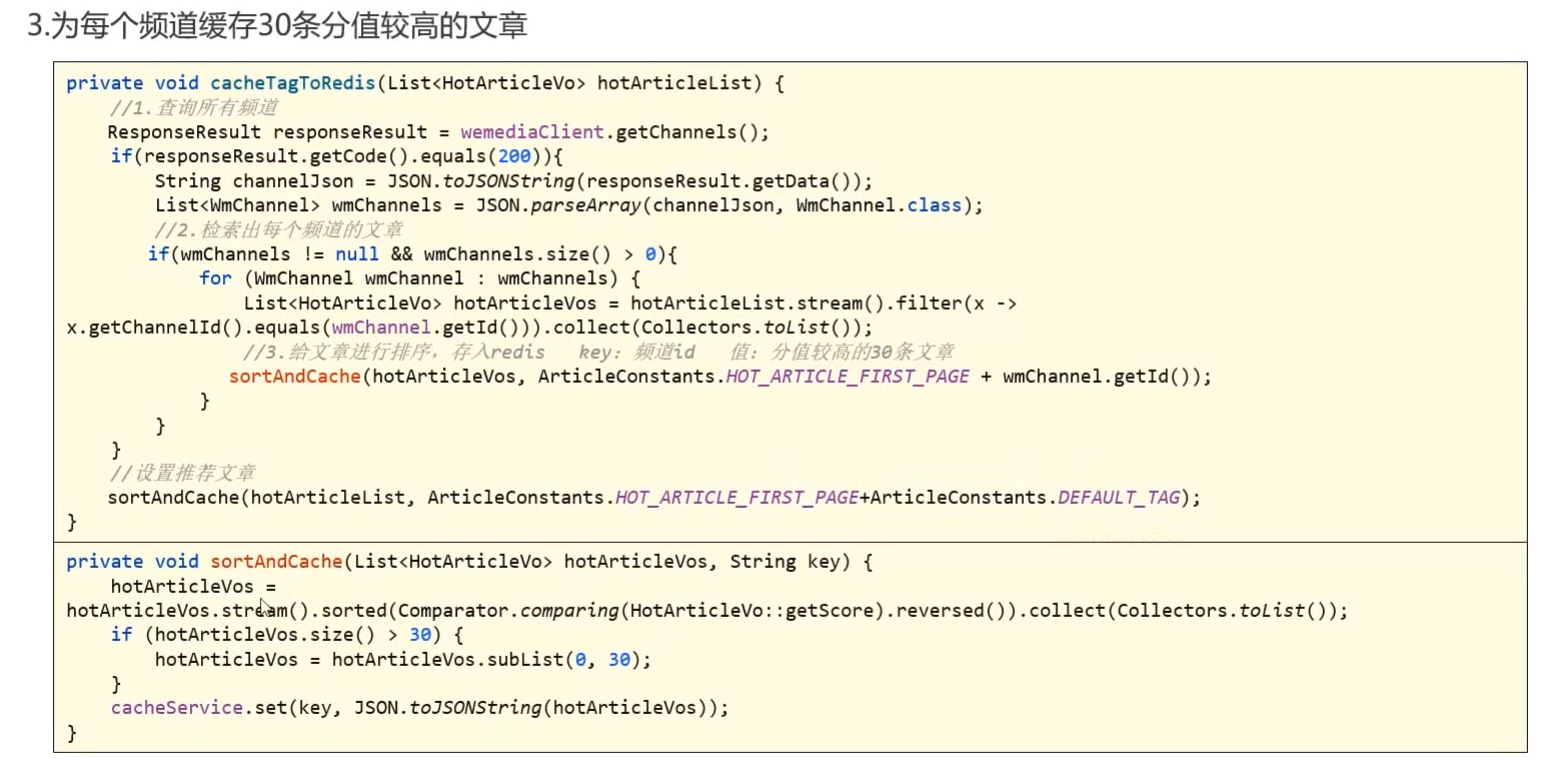 3.为每个频道缓存30条分值较高的文章
private void cacheTagToRedis(List<HotArticleVo> hotArticleList) {
    //1.查询所有频道
    ResponseResult responseResult = wemediaClient.getChannels();
    if(responseResult.getCode().equals(200)){
        String channelJson = JSON.toJSONString(responseResult.getData());
        List<WmChannel> wmChannels = JSON.parseArray(channelJson, WmChannel.class);
        //2.检索出每个频道的文章
        if(wmChannels != null && wmChannels.size() > 0){
            for (WmChannel wmChannel : wmChannels) {
                List<HotArticleVo> hotArticleVos = hotArticleList.stream().filter(x ->
x.getChannelId().equals(wmChannel.getId())).collect(Collectors.toList());
                //3.给文章进行排序，存入redis   key：频道id   值：分值较高的30条文章
                sortAndCache(hotArticleVos, ArticleConstants.HOT_ARTICLE_FIRST_PAGE + wmChannel.getId());
            }
        }
    }
    //设置推荐文章
    sortAndCache(hotArticleList, ArticleConstants.HOT_ARTICLE_FIRST_PAGE+ArticleConstants.DEFAULT_TAG);
}
private void sortAndCache(List<HotArticleVo> hotArticleVos, String key) {
    hotArticleVos =
hotArticleVos.stream().sorted(Comparator.comparing(HotArticleVo::getScore).reversed()).collect(Collectors.toList());
    if (hotArticleVos.size() > 30) {
        hotArticleVos = hotArticleVos.subList(0, 30);
    }
    cacheService.set(key, JSON.toJSONString(hotArticleVos));
}